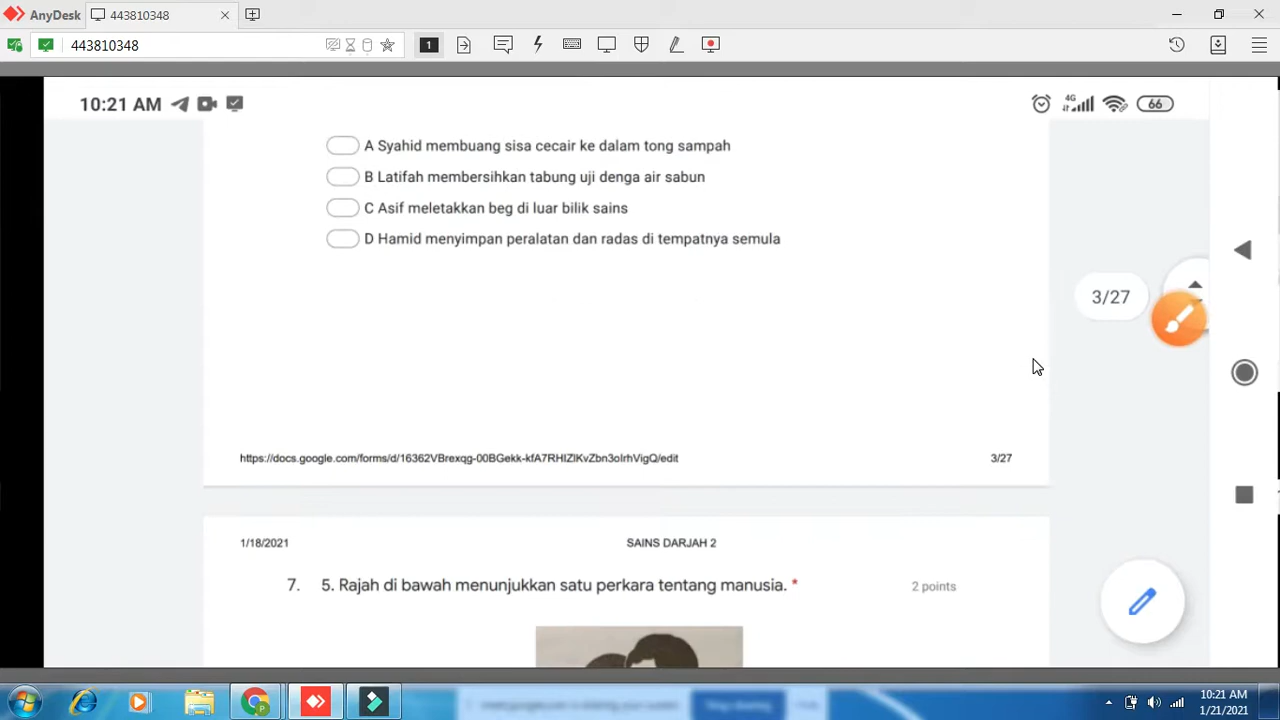 AnyDesk
443810348
443810348
1
10:21 AM
4G
66
A Syahid membuang sisa cecair ke dalam tong sampah
B Latifah membersihkan tabung uji denga air sabun
C Asif meletakkan beg di luar bilik sains
D Hamid menyimpan peralatan dan radas di tempatnya semula
3/27
https://docs.google.com/forms/d/16362VBrexqg-00BGekk-kfA7RHIZlKvZbn3oIrhVigQ/edit
3/27
1/18/2021
SAINS DARJAH 2
7. 5. Rajah di bawah menunjukkan satu perkara tentang manusia. *
2 points
10:21 AM
1/21/2021